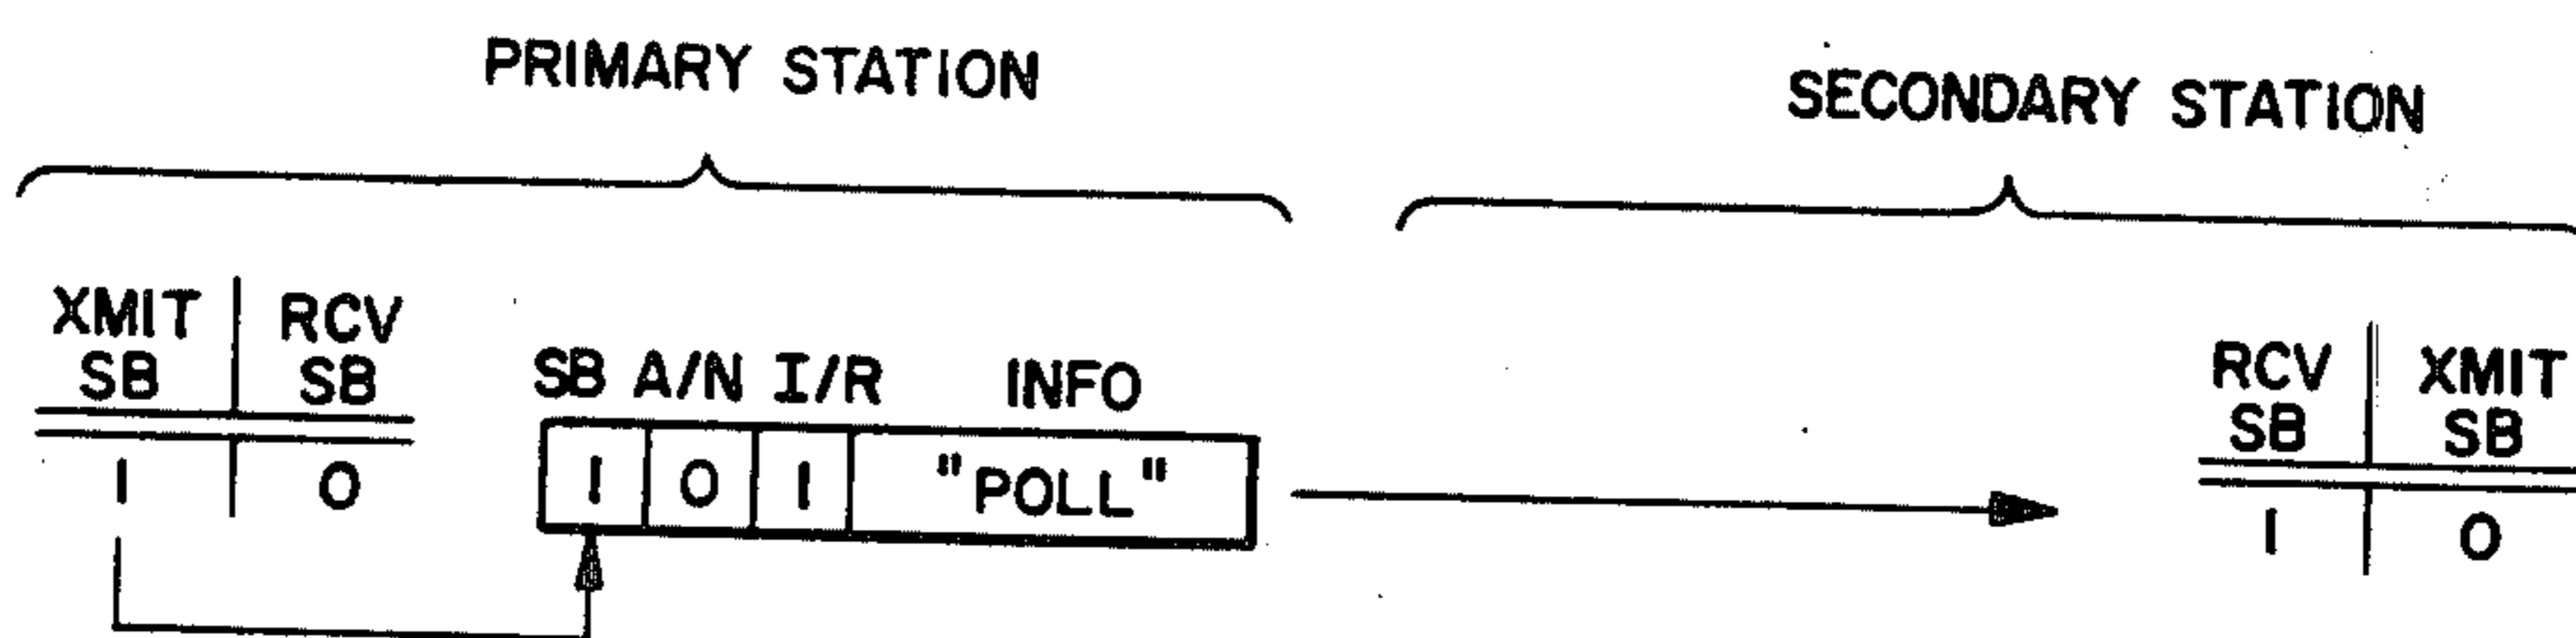 PRIMARY STATION
SECONDARY STATION
XMIT SB
RCV SB
SB A/N I/R INFO
1 0
1 0 1 "POLL"
RCV SB
XMIT SB
1 0